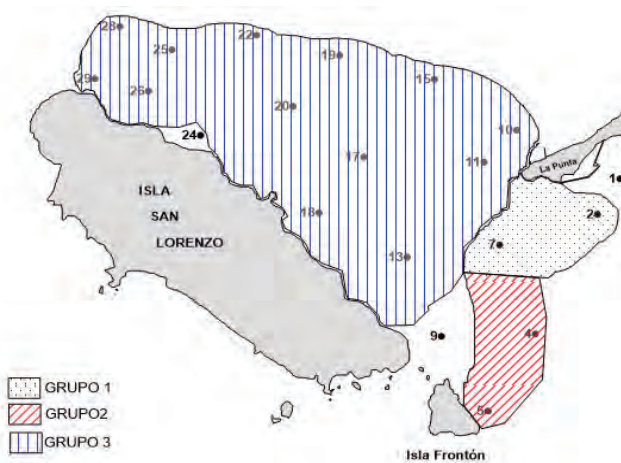 28
22
25
19
15
29
26
20
10
24
17
11
La Punta
1
ISLA
SAN
LORENZO
18
2
7
13
9
4
GRUPO 1
GRUPO2
5
GRUPO 3
Isla Frontón